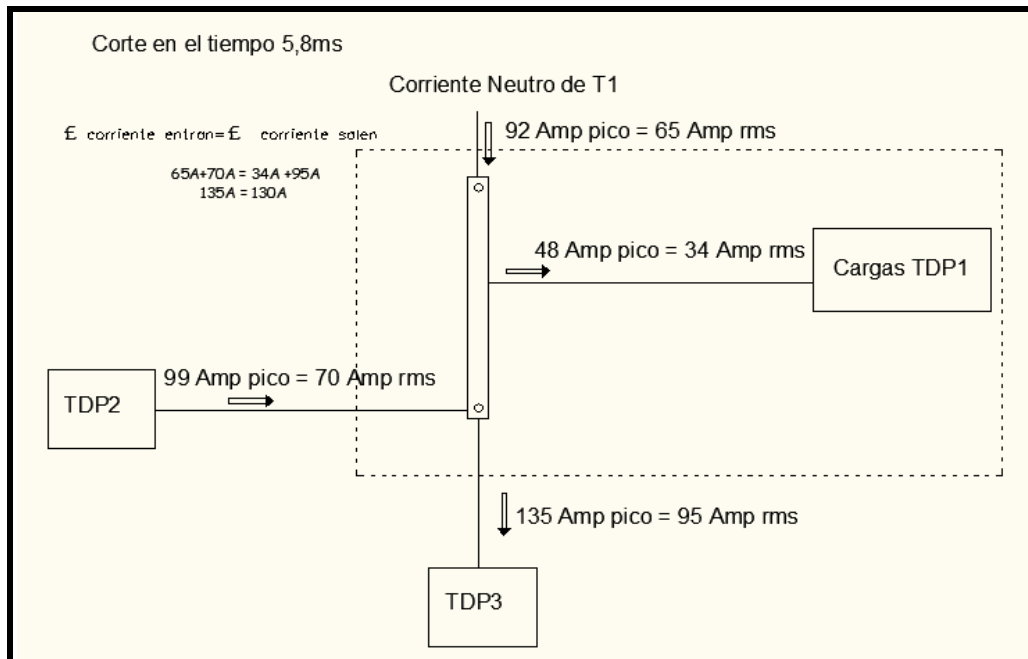 Corte en el tiempo 5,8ms
Corriente Neutro de T1
£ corriente entran=£ corriente salen
92 Amp pico = 65 Amp rms
65A+70A = 34A +95A
135A = 130A
48 Amp pico = 34 Amp rms
Cargas TDP1
99 Amp pico = 70 Amp rms
TDP2
135 Amp pico = 95 Amp rms
TDP3